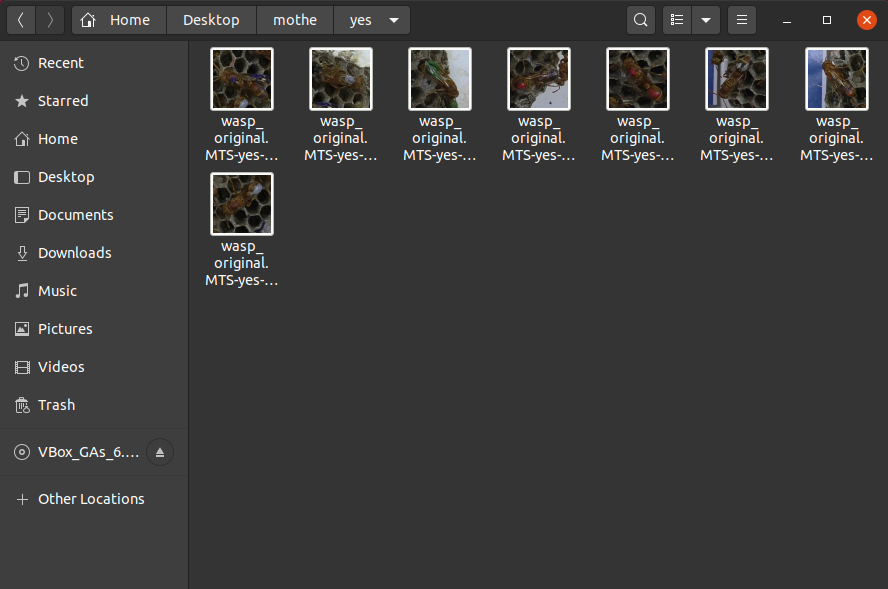 Home Desktop mothe yes
Recent
Starred
Home
Desktop
Documents
Downloads
Music
Pictures
Videos
Trash
VBox_GAs_6.…
Other Locations
wasp_
original.
MTS-yes-…
wasp_
original.
MTS-yes-…
wasp_
original.
MTS-yes-…
wasp_
original.
MTS-yes-…
wasp_
original.
MTS-yes-…
wasp_
original.
MTS-yes-…
wasp_
original.
MTS-yes-…
wasp_
original.
MTS-yes-…